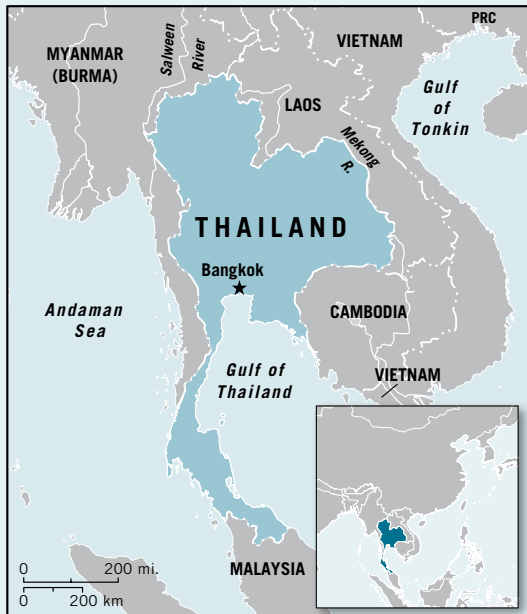 PRC
MYANMAR
(BURMA)
Salween
River
VIETNAM
LAOS
Gulf
of
Tonkin
Mekong
R.
THAILAND
Bangkok
Andaman
Sea
CAMBODIA
Gulf of
Thailand
VIETNAM
MALAYSIA
0 200 mi.
0 200 km